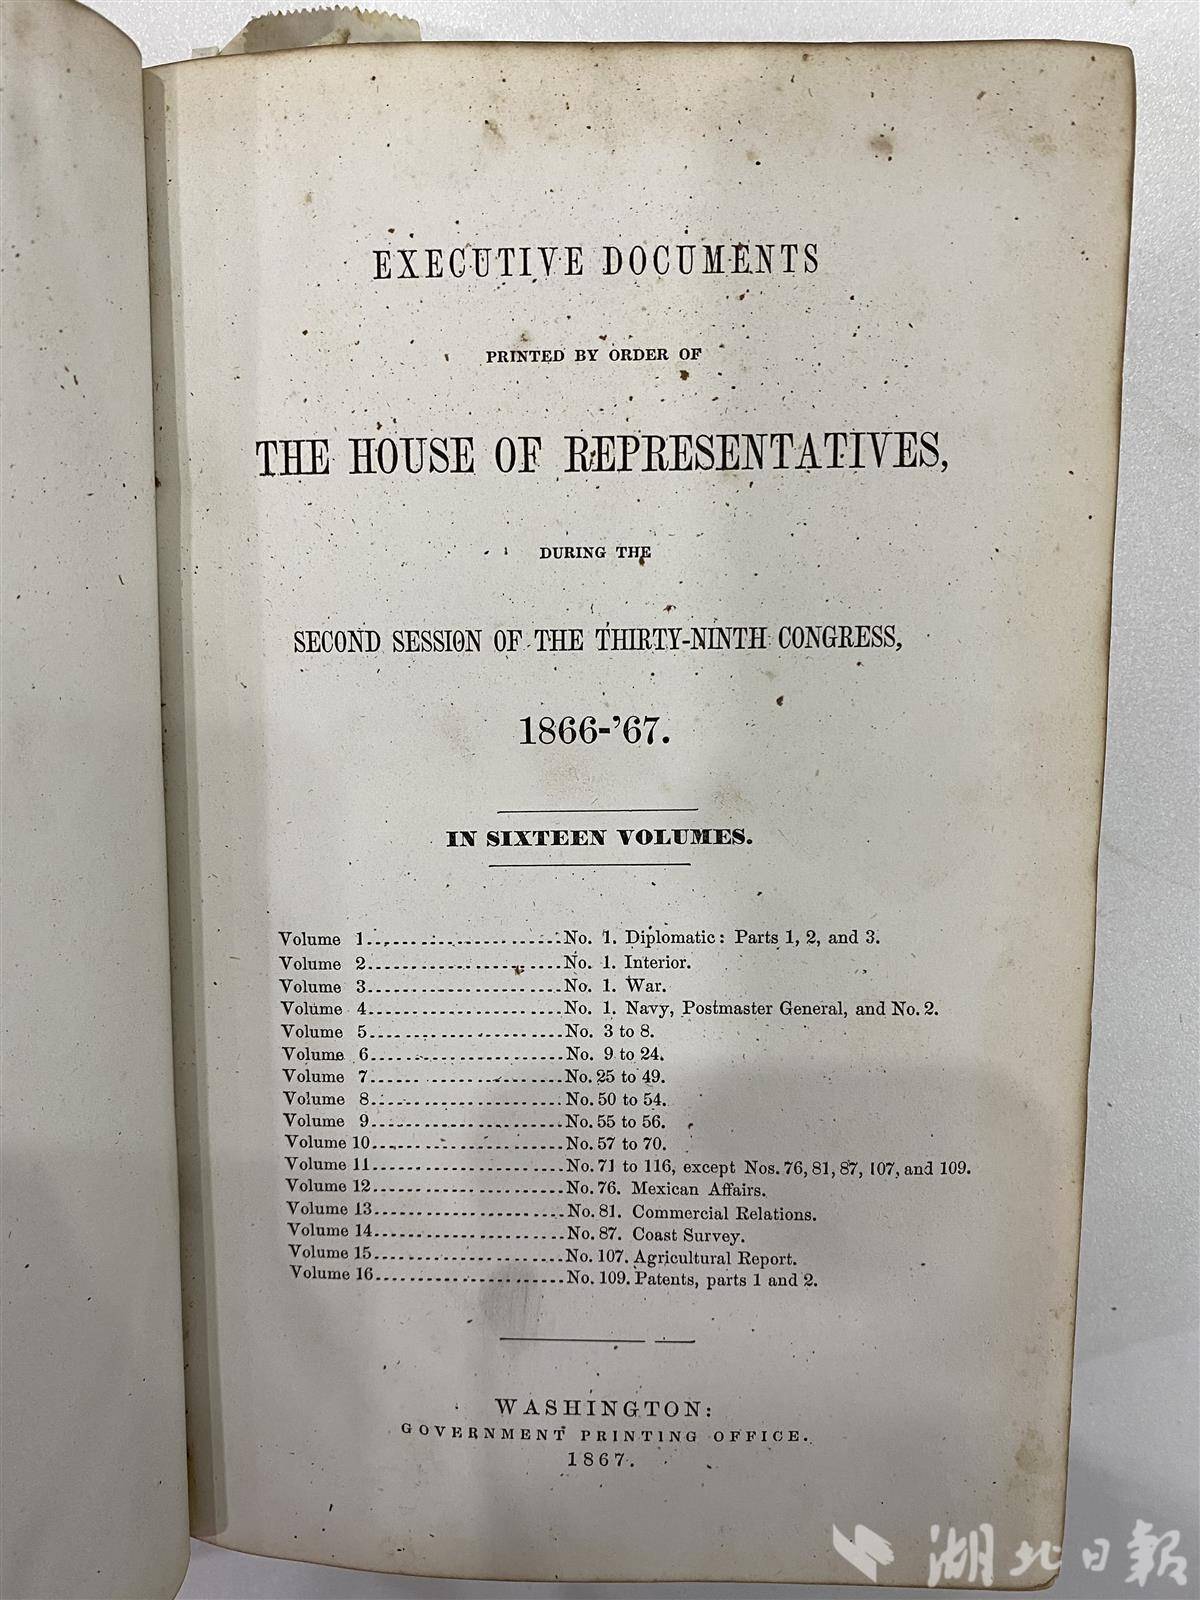 EXECUTIVE DOCUMENTS
PRINTED BY ORDER OF
THE HOUSE OF REPRESENTATIVES,
DURING THE
SECOND SESSION OF THE THIRTY-NINTH CONGRESS,
1866-'67.
IN SIXTEEN VOLUMES.
Volume 1........................No. 1. Diplomatic: Parts 1, 2, and 3.
Volume 2........................No. 1. Interior.
Volume 3........................No. 1. War.
Volume 4........................No. 1. Navy, Postmaster General, and No. 2.
Volume 5........................No. 3 to 8.
Volume 6........................No. 9 to 24.
Volume 7........................No. 25 to 49.
Volume 8........................No. 50 to 54.
Volume 9........................No. 55 to 56.
Volume 10........................No. 57 to 70.
Volume 11........................No. 71 to 116, except Nos. 76, 81, 87, 107, and 109.
Volume 12........................No. 76. Mexican Affairs.
Volume 13........................No. 81. Commercial Relations.
Volume 14........................No. 87. Coast Survey.
Volume 15........................No. 107. Agricultural Report.
Volume 16........................No. 109. Patents, parts 1 and 2.
WASHINGTON:
GOVERNMENT PRINTING OFFICE.
1867.
湖北日報